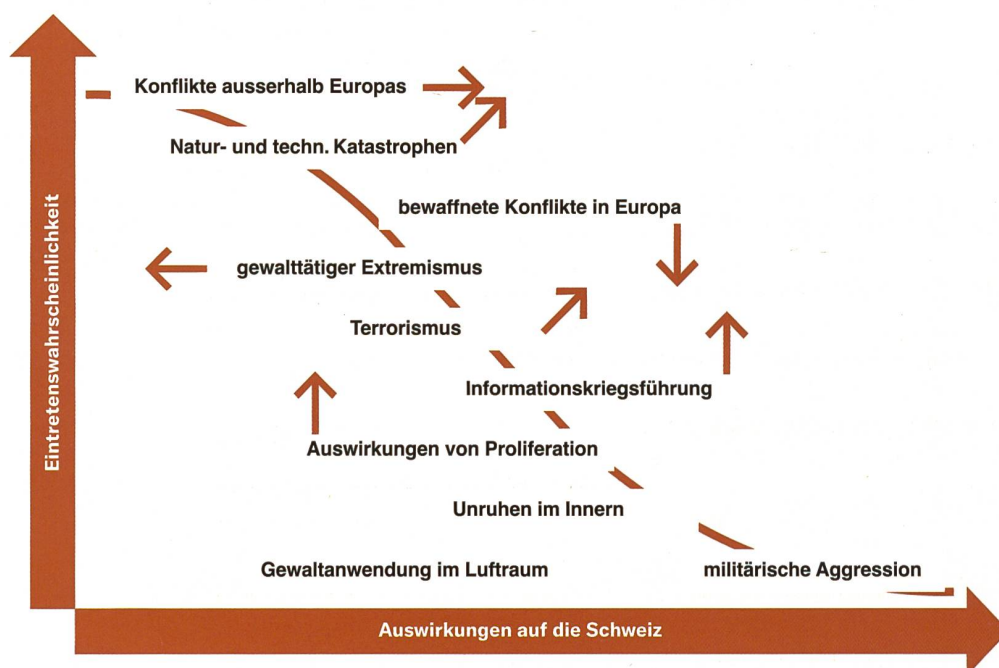 Konflikte ausserhalb Europas
Natur- und techn. Katastrophen
bewaffnete Konflikte in Europa
gewalttätiger Extremismus
Terrorismus
Informationskriegsführung
Auswirkungen von Proliferation
Unruhen im Innern
Gewaltanwendung im Luftraum
militärische Aggression
Eintretenswahrscheinlichkeit
Auswirkungen auf die Schweiz